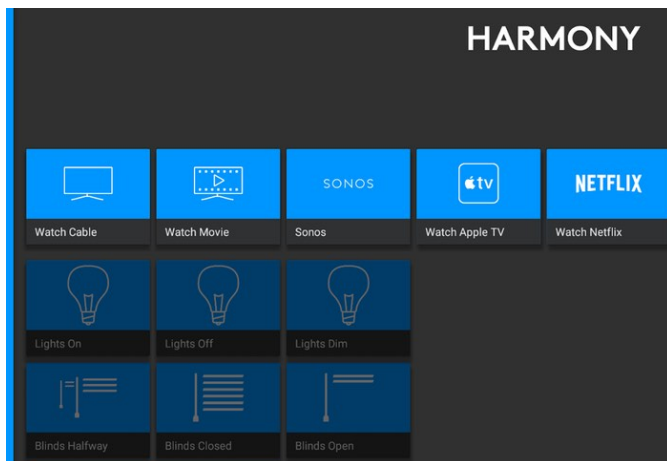 HARMONY
SONOS
tv
NETFLIX
Watch Cable
Watch Movie
Sonos
Watch Apple TV
Watch Netflix
Lights On
Lights Off
Lights Dim
Blinds Halfway
Blinds Closed
Blinds Open